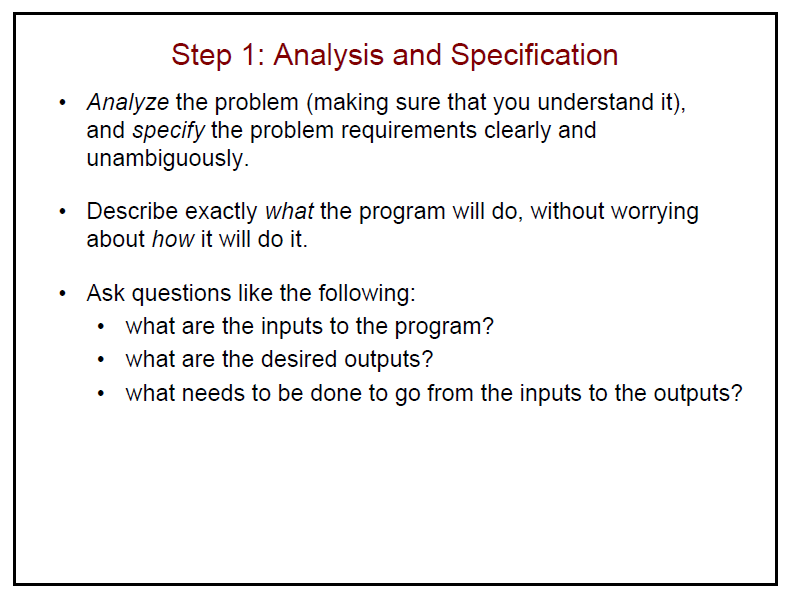 Step 1: Analysis and Specification
• Analyze the problem (making sure that you understand it),
and specify the problem requirements clearly and
unambiguously.
• Describe exactly what the program will do, without worrying
about how it will do it.
• Ask questions like the following:
• what are the inputs to the program?
• what are the desired outputs?
• what needs to be done to go from the inputs to the outputs?